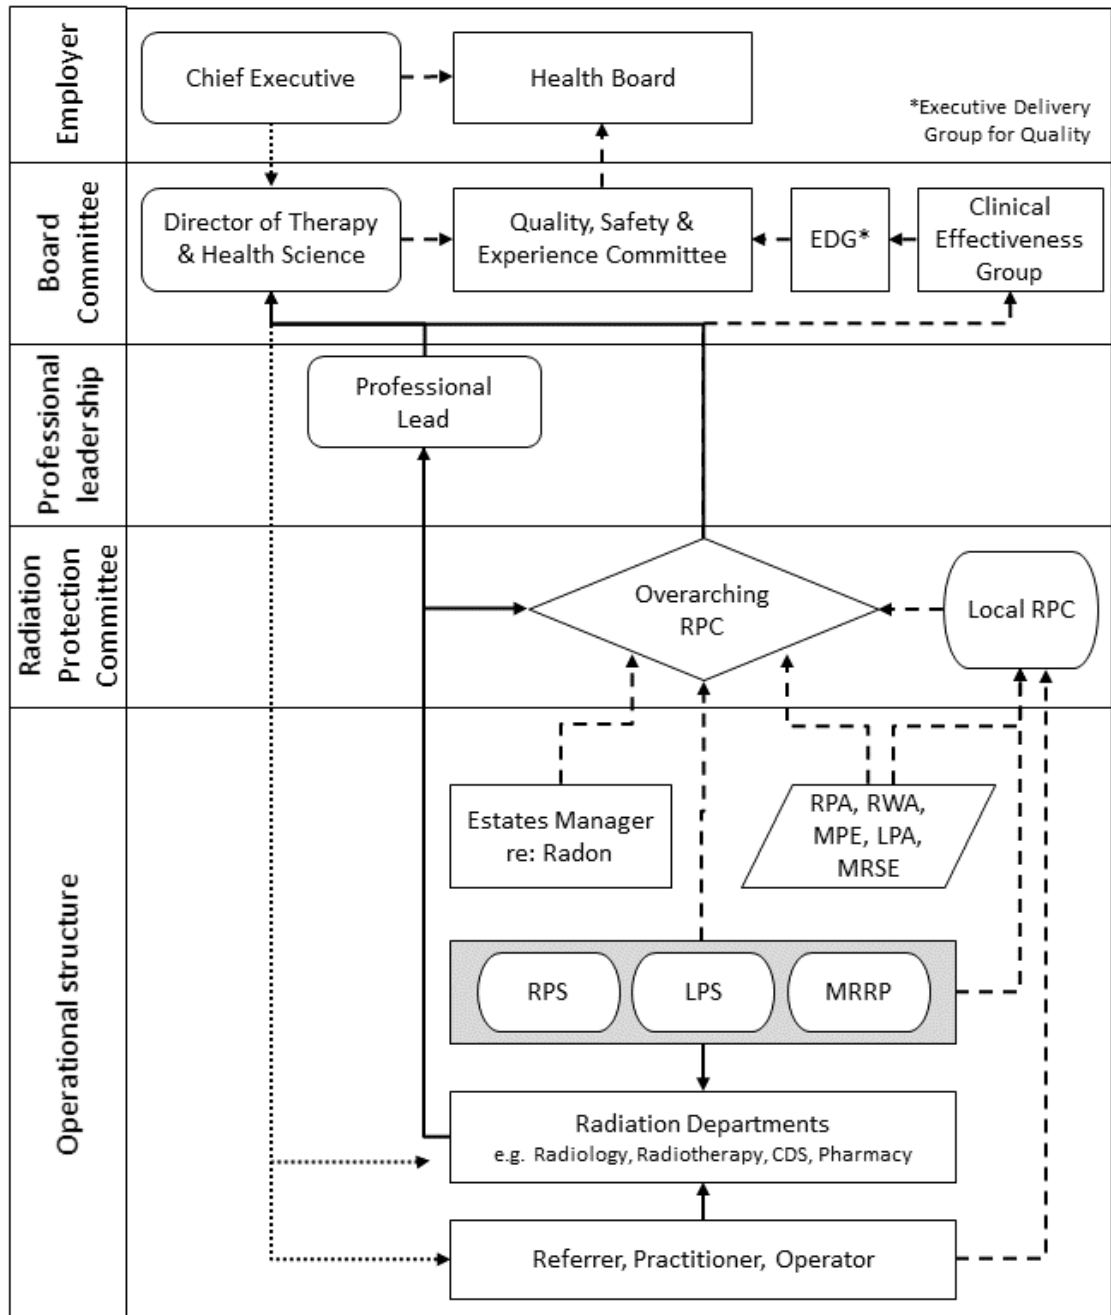 Employer
Chief Executive
Health Board
*Executive Delivery
Group for Quality
Board
Committee
Director of Therapy
& Health Science
Quality, Safety &
Experience Committee
EDG*
Clinical
Effectiveness
Group
Professional
leadership
Professional
Lead
Radiation
Protection
Committee
Overarching
RPC
Local RPC
Operational structure
Estates Manager
re: Radon
RPA, RWA,
MPE, LPA,
MRSE
RPS
LPS
MRRP
Radiation Departments
e.g. Radiology, Radiotherapy, CDS, Pharmacy
Referrer, Practitioner, Operator